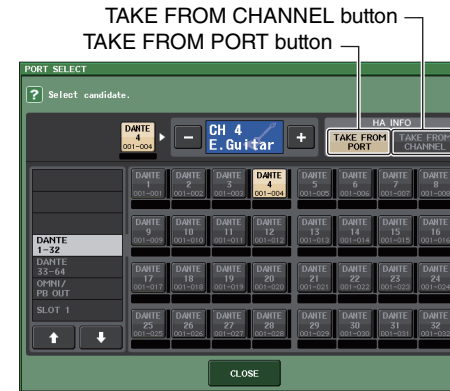 TAKE FROM CHANNEL button
TAKE FROM PORT button
PORT SELECT
? Select candidate.
DANTE 4 001-004
− CH 4 E.Guitar +
HA INFO
TAKE FROM PORT
TAKE FROM CHANNEL
DANTE 1 001-001 DANTE 2 001-002 DANTE 3 001-003 DANTE 4 001-004 DANTE 5 001-005 DANTE 6 001-006 DANTE 7 001-007 DANTE 8 001-008
DANTE 9 001-009 DANTE 10 001-010 DANTE 11 001-011 DANTE 12 001-012 DANTE 13 001-013 DANTE 14 001-014 DANTE 15 001-015 DANTE 16 001-016
DANTE 17 001-017 DANTE 18 001-018 DANTE 19 001-019 DANTE 20 001-020 DANTE 21 001-021 DANTE 22 001-022 DANTE 23 001-023 DANTE 24 001-024
DANTE 25 001-025 DANTE 26 001-026 DANTE 27 001-027 DANTE 28 001-028 DANTE 29 001-029 DANTE 30 001-030 DANTE 31 001-031 DANTE 32 001-032
DANTE
1-32
DANTE
33-64
OMNI/
PB OUT
SLOT 1
CLOSE